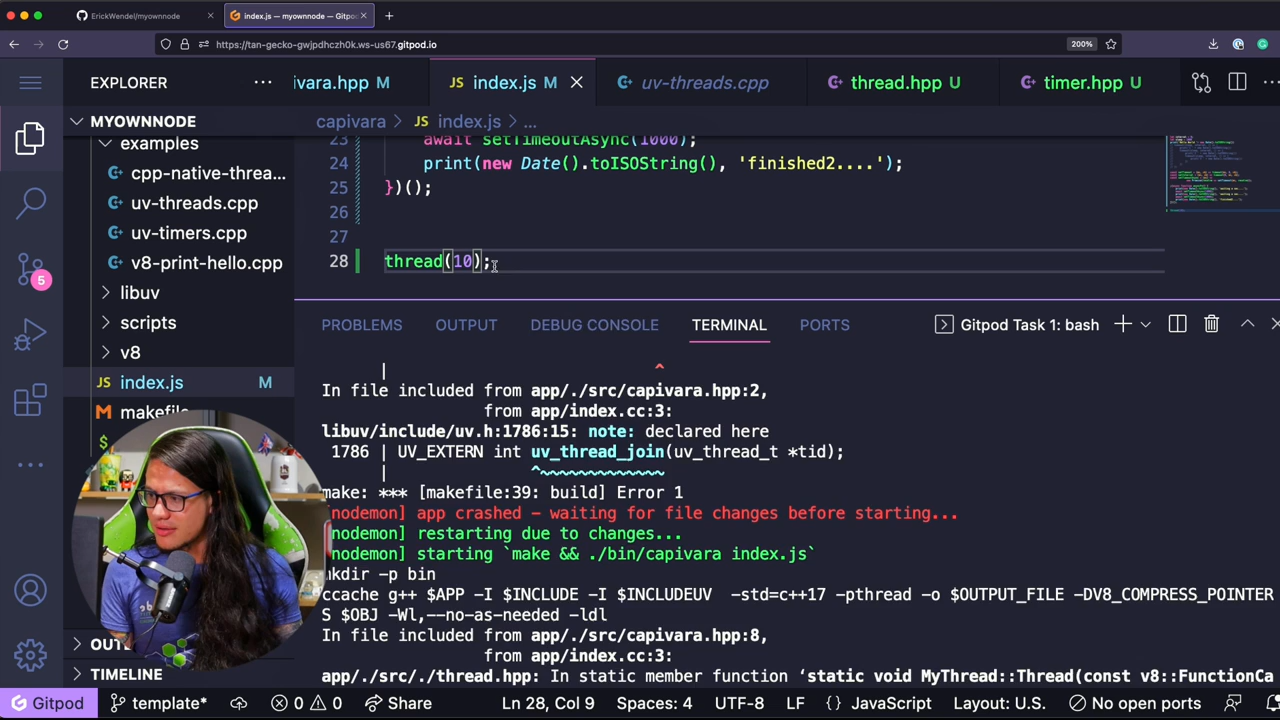 ErickWendel/myownnode
index.js — myownnode — Gitpo
https://tan-gecko-gwjpdhczh0k.ws-us67.gitpod.io
200%
EXPLORER
ivara.hpp M
JS index.js M
uv-threads.cpp
thread.hpp U
timer.hpp U
MYOWNNODE
capivara > JS index.js > ...
examples
cpp-native-threa...
uv-threads.cpp
uv-timers.cpp
v8-print-hello.cpp
libuv
scripts
v8
JS index.js M
makefile
$
23 await setTimeoutAsync(1000);
24 print(new Date().toISOString(), 'finished2....');
25 })();
26
27
28 thread(10);
5
PROBLEMS
OUTPUT
DEBUG CONSOLE
TERMINAL
PORTS
Gitpod Task 1: bash
| ^
In file included from app/./src/capivara.hpp:2,
from app/index.cc:3:
libuv/include/uv.h:1786:15: note: declared here
1786 | UV_EXTERN int uv_thread_join(uv_thread_t *tid);
| ^~~~~~~~~~~~~~
make: *** [makefile:39: build] Error 1
[nodemon] app crashed - waiting for file changes before starting...
[nodemon] restarting due to changes...
[nodemon] starting `make && ./bin/capivara index.js`
mkdir -p bin
ccache g++ $APP -I $INCLUDE -I $INCLUDEUV -std=c++17 -pthread -o $OUTPUT_FILE -DV8_COMPRESS_POINTER
S $OBJ -Wl,--no-as-needed -ldl
In file included from app/./src/capivara.hpp:8,
from app/index.cc:3:
app/./src/./thread.hpp: In static member function ‘static void MyThread::Thread(const v8::FunctionCa
OUT
TIMELINE
Gitpod
template*
0
0
Share
Ln 28, Col 9
Spaces: 4
UTF-8
LF
JavaScript
Layout: U.S.
No open ports